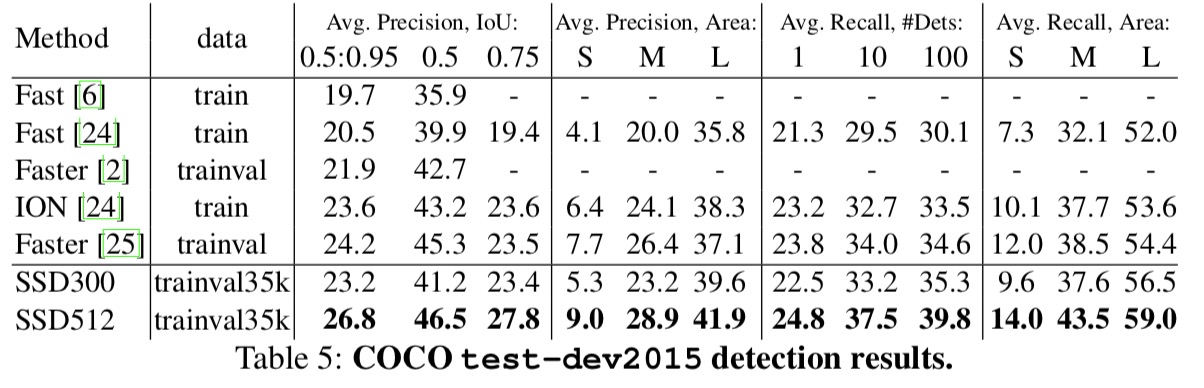 Method data Avg. Precision, IoU: Avg. Precision, Area: Avg. Recall, #Dets: Avg. Recall, Area:
0.5:0.95 0.5 0.75 S M L 1 10 100 S M L
Fast [6] train 19.7 35.9 - - - - - - - - - -
Fast [24] train 20.5 39.9 19.4 4.1 20.0 35.8 21.3 29.5 30.1 7.3 32.1 52.0
Faster [2] trainval 21.9 42.7 - - - - - - - - - -
ION [24] train 23.6 43.2 23.6 6.4 24.1 38.3 23.2 32.7 33.5 10.1 37.7 53.6
Faster [25] trainval 24.2 45.3 23.5 7.7 26.4 37.1 23.8 34.0 34.6 12.0 38.5 54.4
SSD300 trainval35k 23.2 41.2 23.4 5.3 23.2 39.6 22.5 33.2 35.3 9.6 37.6 56.5
SSD512 trainval35k 26.8 46.5 27.8 9.0 28.9 41.9 24.8 37.5 39.8 14.0 43.5 59.0
Table 5: COCO test-dev2015 detection results.